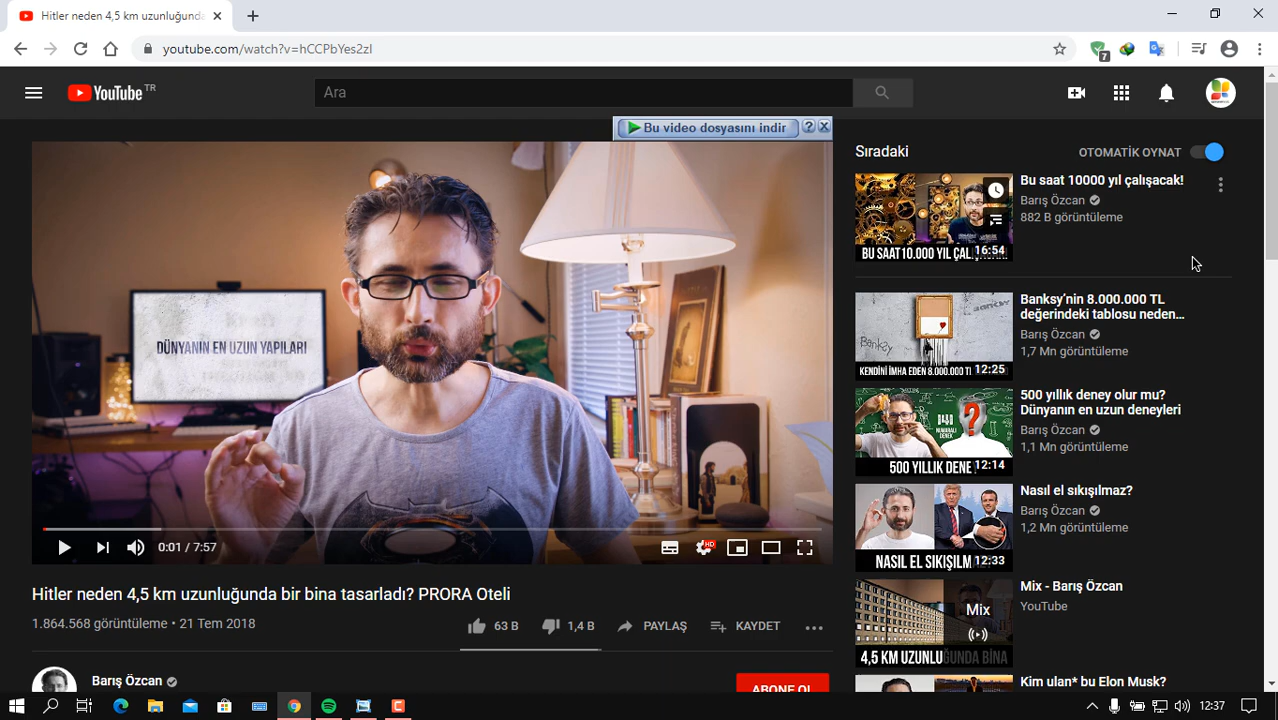 Hitler neden 4,5 km uzunluğunda
youtube.com/watch?v=hCCPbYes2zI
7
YouTube TR
Ara
Bu video dosyasını indir
DÜNYANIN EN UZUN YAPILARI
0:01 / 7:57
HD
Hitler neden 4,5 km uzunluğunda bir bina tasarladı? PRORA Oteli
1.864.568 görüntüleme • 21 Tem 2018
63 B
1,4 B
PAYLAŞ
KAYDET
Barış Özcan
ABONE OL
Sıradaki
OTOMATİK OYNAT
BU SAAT 10.000 YIL
16:54
Bu saat 10000 yıl çalışacak!
Barış Özcan
882 B görüntüleme
Banksy
KENDİNİ İMHA EDEN 8.000.000 TL
12:25
Banksy'nin 8.000.000 TL
değerindeki tablosu neden...
Barış Özcan
1,7 Mn görüntüleme
500 YILLIK DENE
12:14
500 yıllık deney olur mu?
Dünyanın en uzun deneyleri
Barış Özcan
1,1 Mn görüntüleme
NASIL EL SIKIŞILM
12:33
Nasıl el sıkışılmaz?
Barış Özcan
1,2 Mn görüntüleme
Mix
4,5 KM UZUNLUĞUNDA BİNA
Mix - Barış Özcan
YouTube
Kim ulan* bu Elon Musk?
12:37